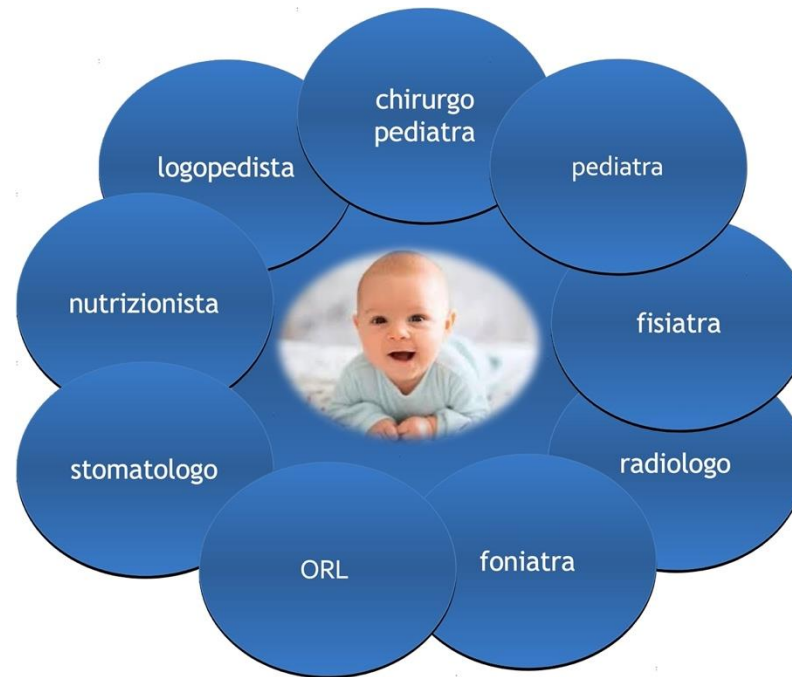 chirurgo
pediatra
pediatra
logopedista
nutrizionista
fisiatra
stomatologo
radiologo
ORL
foniatra